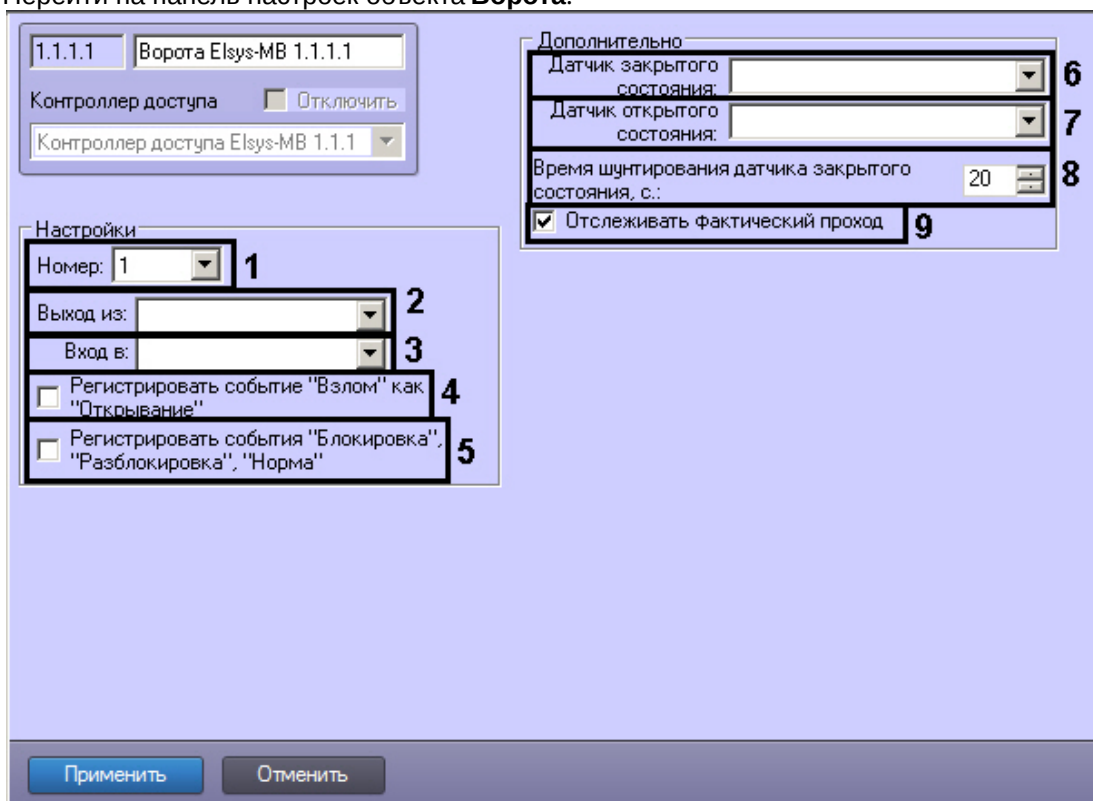 Перейти на панель настроек объекта Ворота.
1.1.1.1 Ворота Elsys-MB 1.1.1.1
Контроллер доступа Отключить
Контроллер доступа Elsys-MB 1.1.1
Настройки
Номер: 1 1
Выход из: 2
Вход в: 3
Регистрировать событие "Взлом" как
"Открывание"
4
Регистрировать события "Блокировка",
"Разблокировка", "Норма"
5
Дополнительно
Датчик закрытого
состояния:
6
Датчик открытого
состояния:
7
Время шунтирования датчика закрытого
состояния, с.:
20 8
Отслеживать фактический проход 9
Применить Отменить